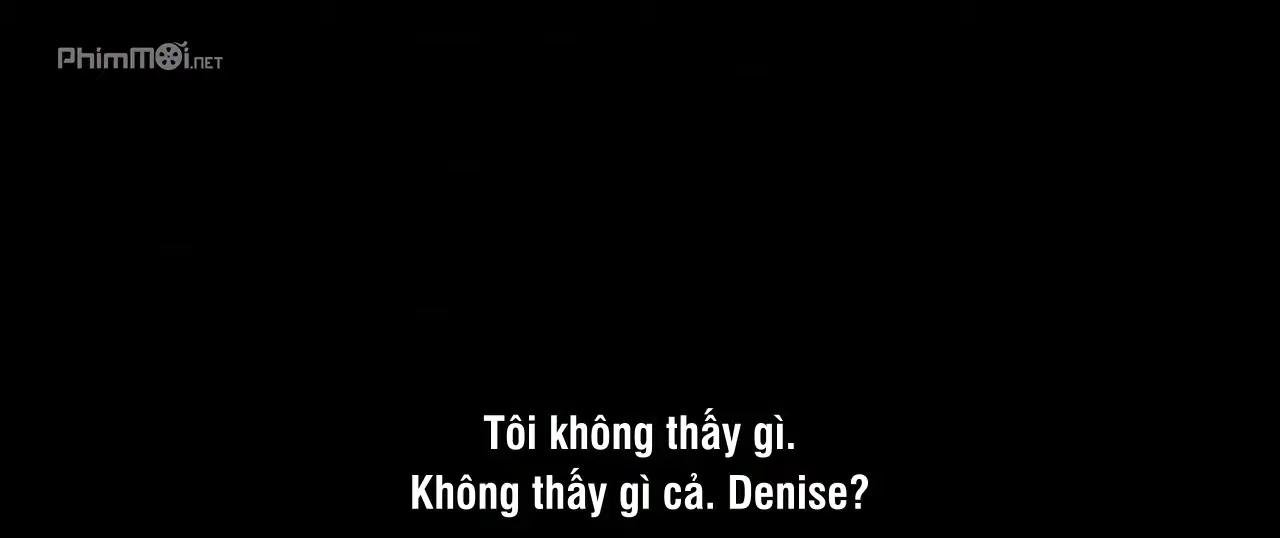 PhimMới.NET
Tôi không thấy gì.
Không thấy gì cả. Denise?